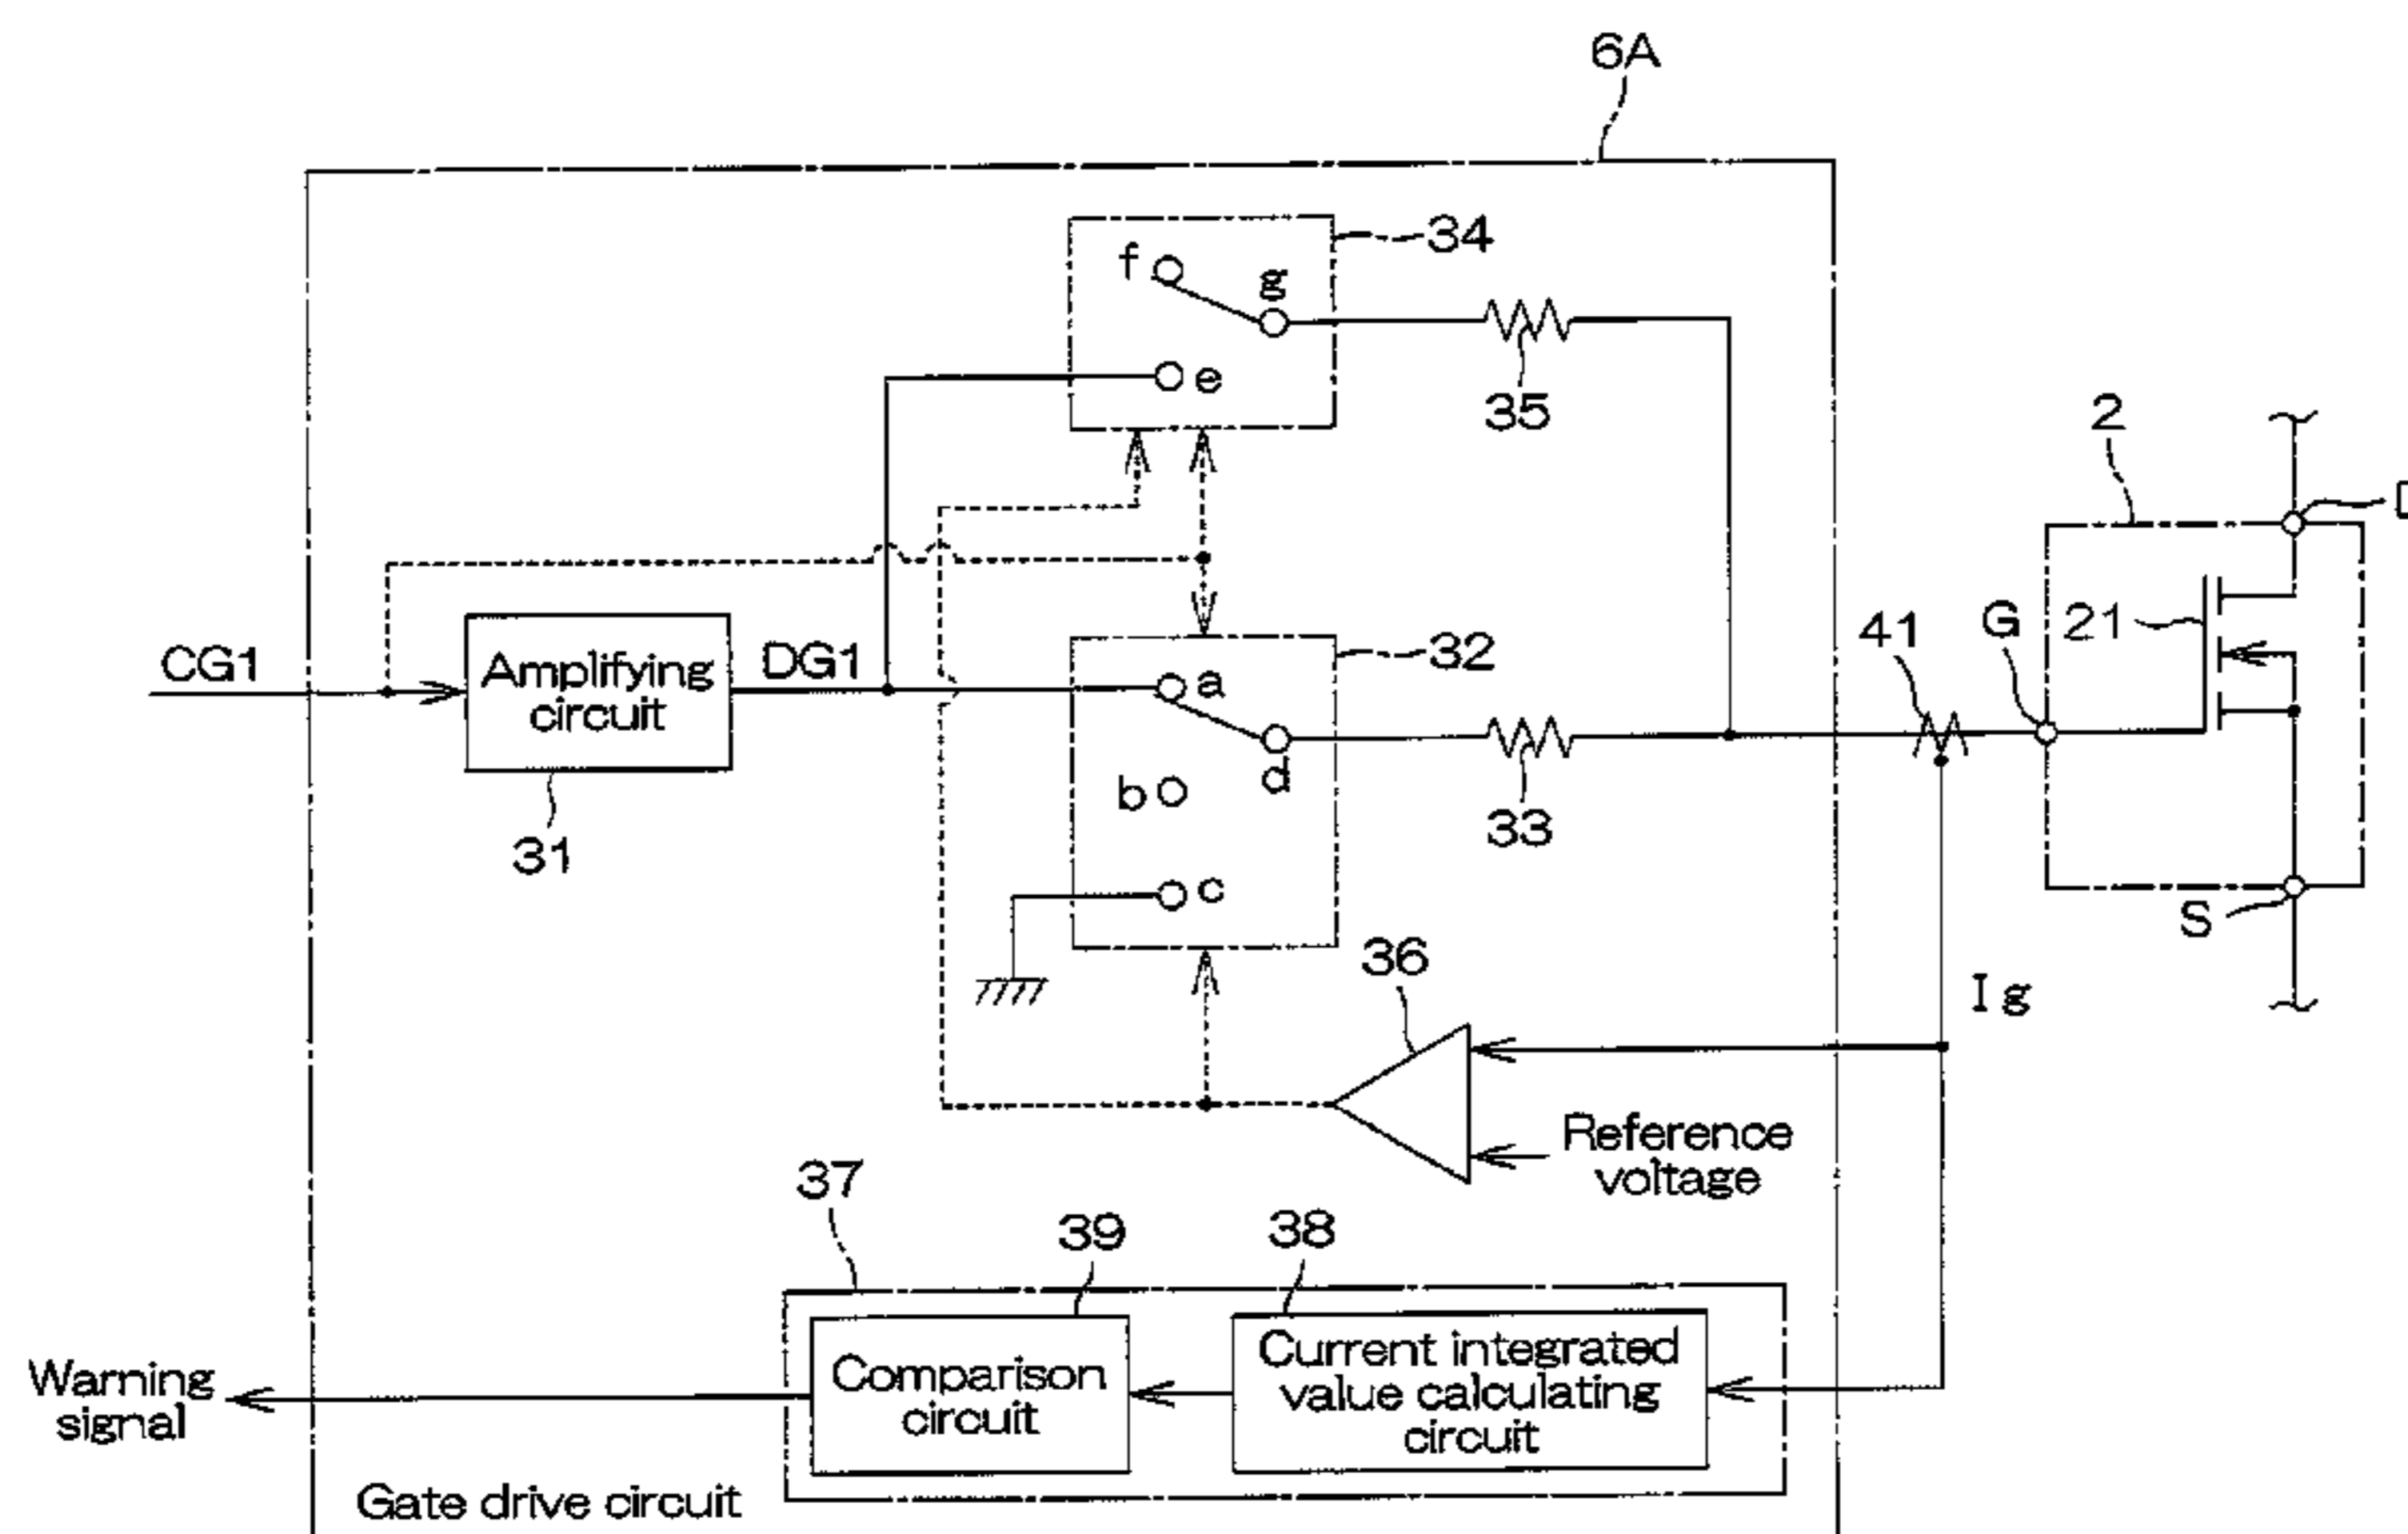 6A
34
f
g
e
35
2
CG1
Amplifying
circuit
31
DG1
32
a
d
b
c
33
41
G
21
S
36
Ig
Reference
voltage
37
39
38
Comparison
circuit
Current integrated
value calculating
circuit
Warning
signal
Gate drive circuit